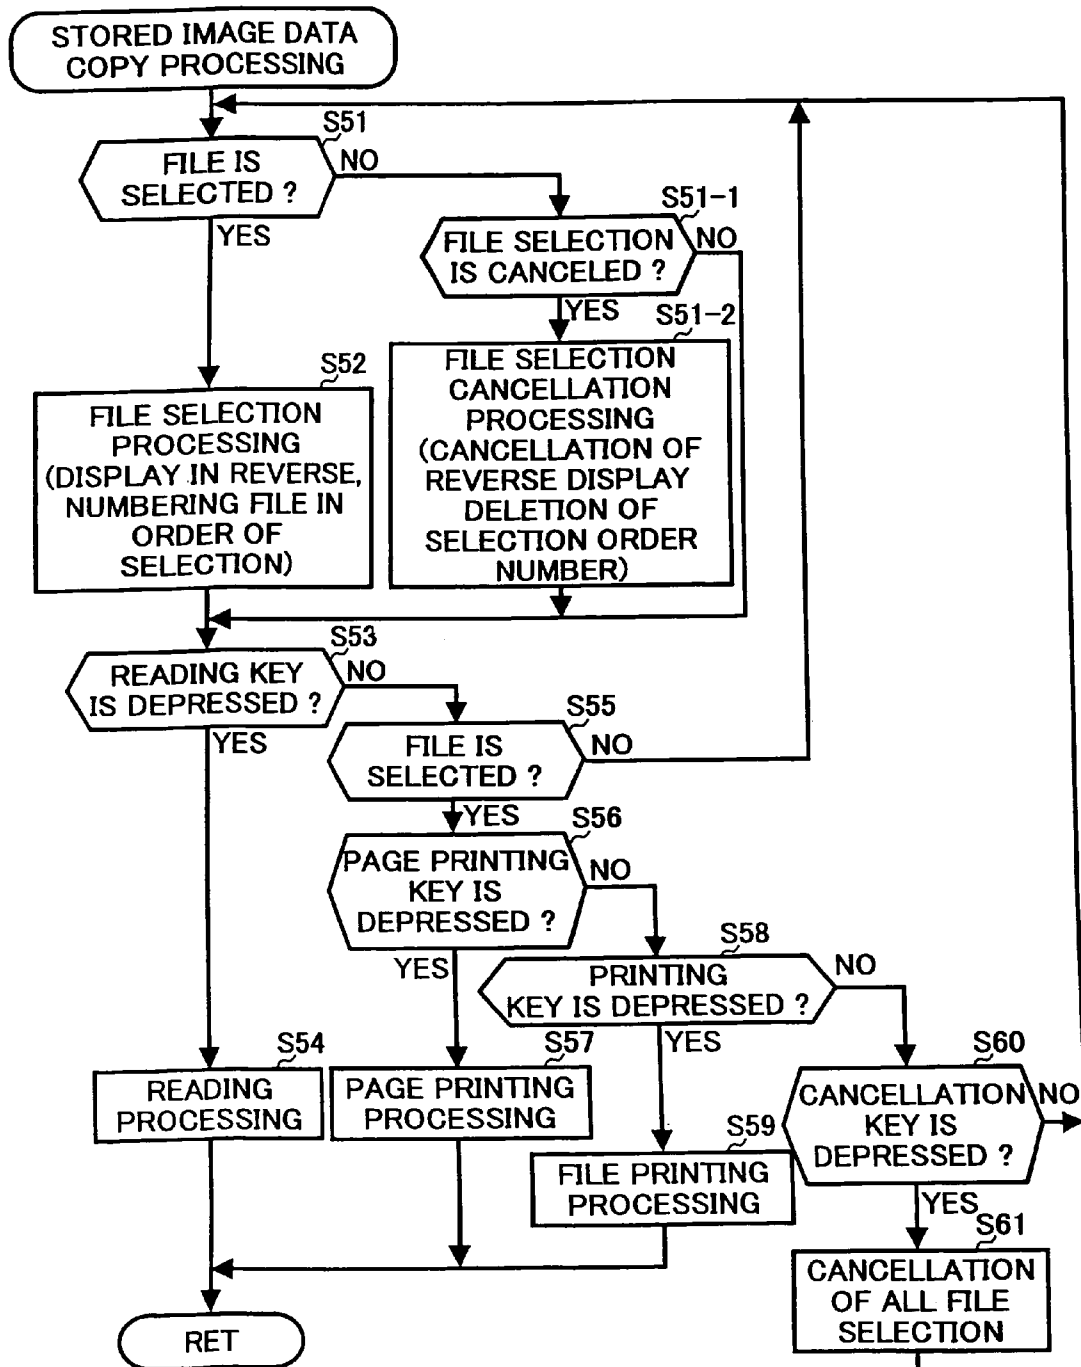 STORED IMAGE DATA
COPY PROCESSING
S51
FILE IS
SELECTED ?
NO
YES
S51-1
FILE SELECTION
IS CANCELED ?
NO
YES
S51-2
FILE SELECTION
CANCELLATION
PROCESSING
(CANCELLATION OF
REVERSE DISPLAY
DELETION OF
SELECTION ORDER
NUMBER)
S52
FILE SELECTION
PROCESSING
(DISPLAY IN REVERSE,
NUMBERING FILE IN
ORDER OF
SELECTION)
S53
READING KEY
IS DEPRESSED ?
NO
YES
S55
FILE IS
SELECTED ?
NO
YES
S56
PAGE PRINTING
KEY IS
DEPRESSED ?
NO
YES
S58
PRINTING
KEY IS DEPRESSED ?
NO
YES
S54
READING
PROCESSING
S57
PAGE PRINTING
PROCESSING
S59
FILE PRINTING
PROCESSING
S60
CANCELLATION
KEY IS
DEPRESSED ?
NO
YES
S61
CANCELLATION
OF ALL FILE
SELECTION
RET